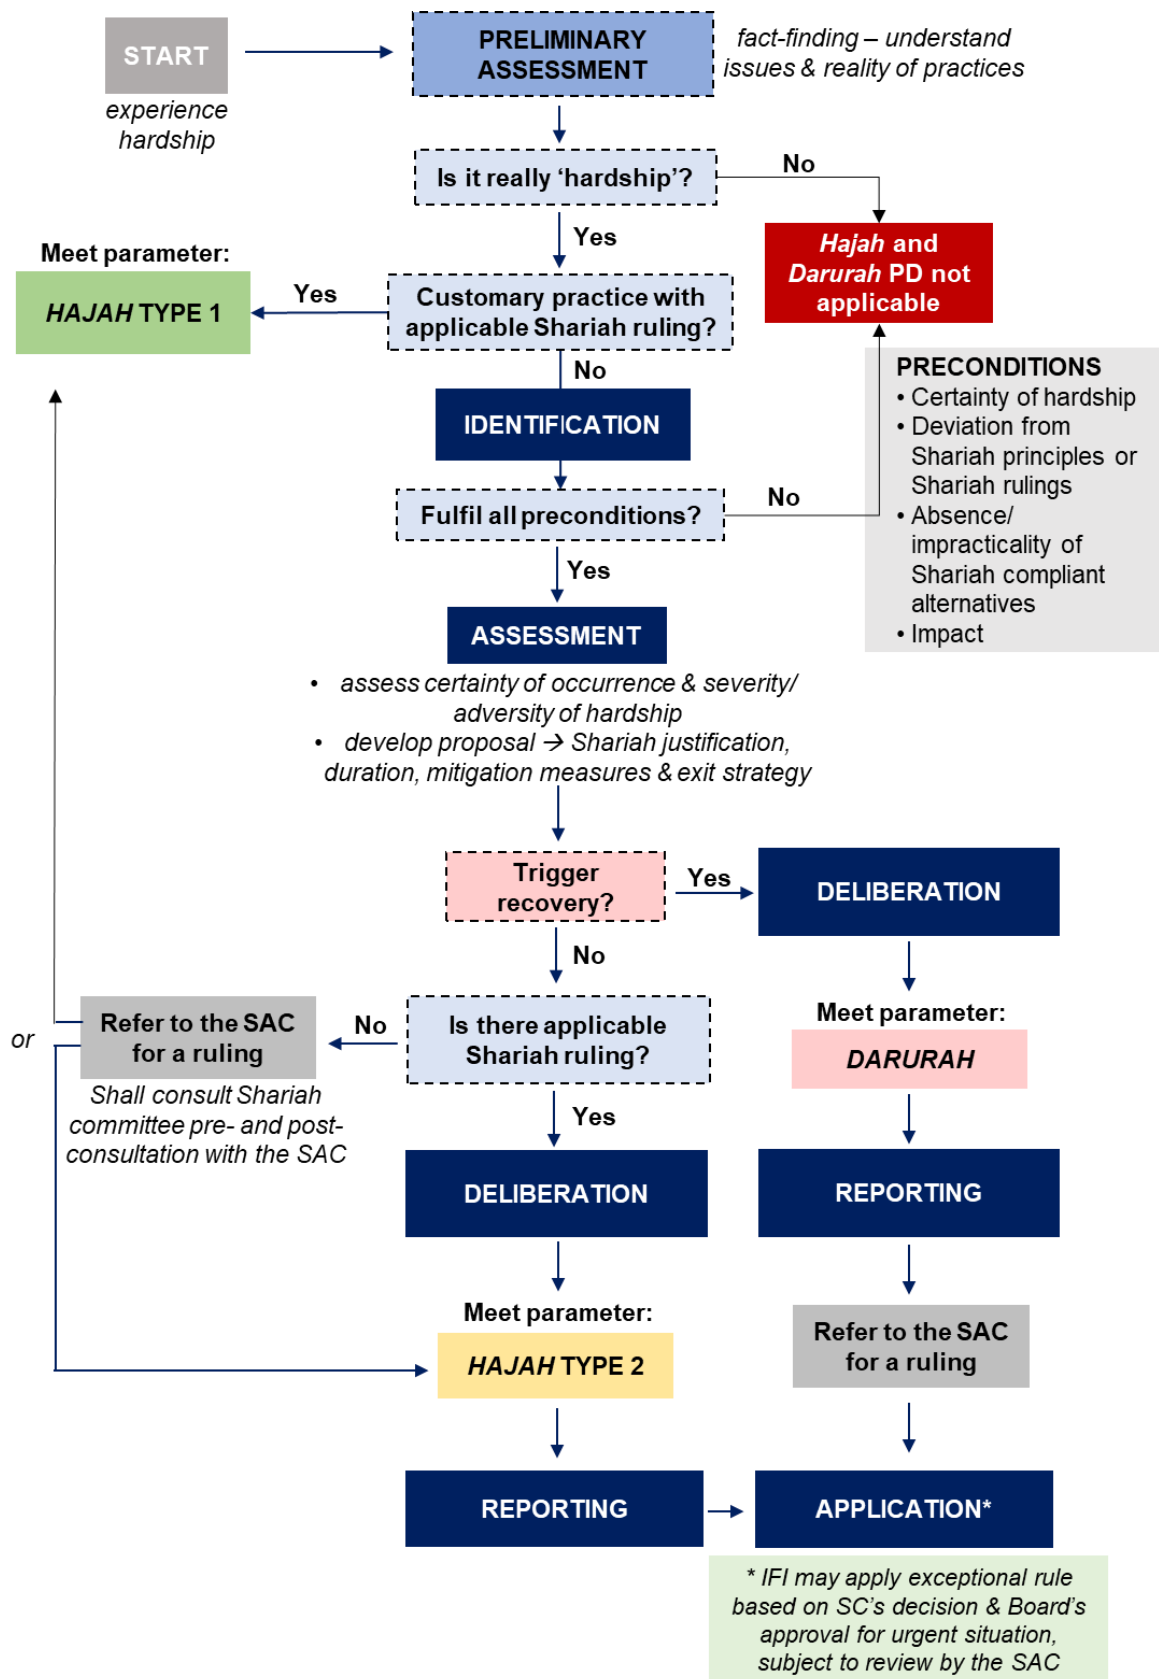 START
experience
hardship
PRELIMINARY
ASSESSMENT
fact-finding – understand
issues & reality of practices
Is it really ‘hardship’?
No
Yes
Hajah and
Darurah PD not
applicable
Meet parameter:
HAJAH TYPE 1
Yes
Customary practice with
applicable Shariah ruling?
No
PRECONDITIONS
• Certainty of hardship
• Deviation from
Shariah principles or
Shariah rulings
• Absence/
impracticality of
Shariah compliant
alternatives
• Impact
IDENTIFICATION
Fulfil all preconditions?
No
Yes
ASSESSMENT
• assess certainty of occurrence & severity/
adversity of hardship
• develop proposal → Shariah justification,
duration, mitigation measures & exit strategy
Trigger
recovery?
Yes
DELIBERATION
No
Meet parameter:
DARURAH
or
Refer to the SAC
for a ruling
No
Is there applicable
Shariah ruling?
Shall consult Shariah
committee pre- and post-
consultation with the SAC
Yes
DELIBERATION
REPORTING
Meet parameter:
HAJAH TYPE 2
Refer to the SAC
for a ruling
REPORTING
APPLICATION*
* IFI may apply exceptional rule
based on SC’s decision & Board’s
approval for urgent situation,
subject to review by the SAC